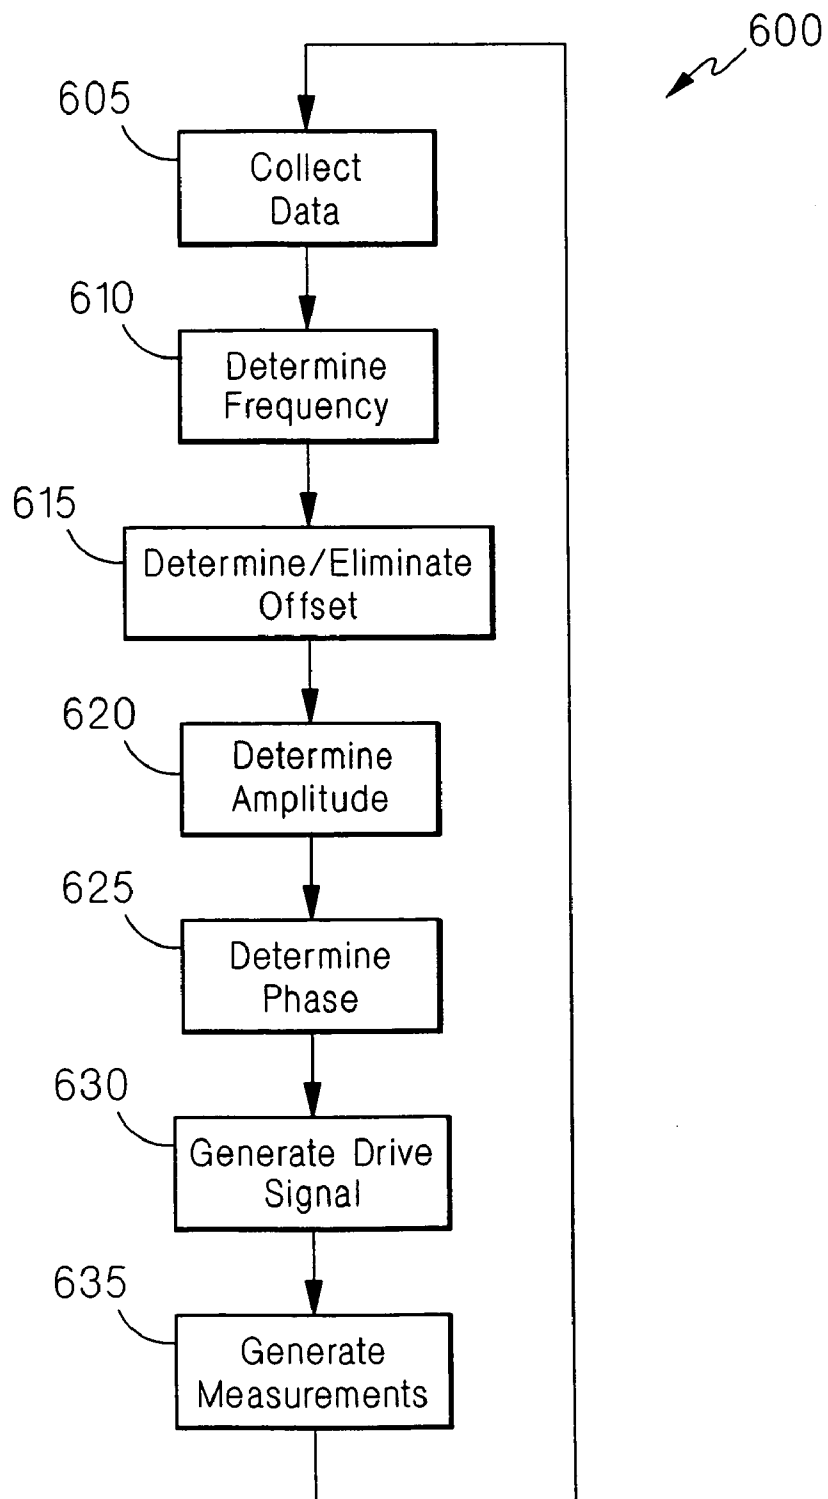 600
605
Collect
Data
610
Determine
Frequency
615
Determine/Eliminate
Offset
620
Determine
Amplitude
625
Determine
Phase
630
Generate Drive
Signal
635
Generate
Measurements